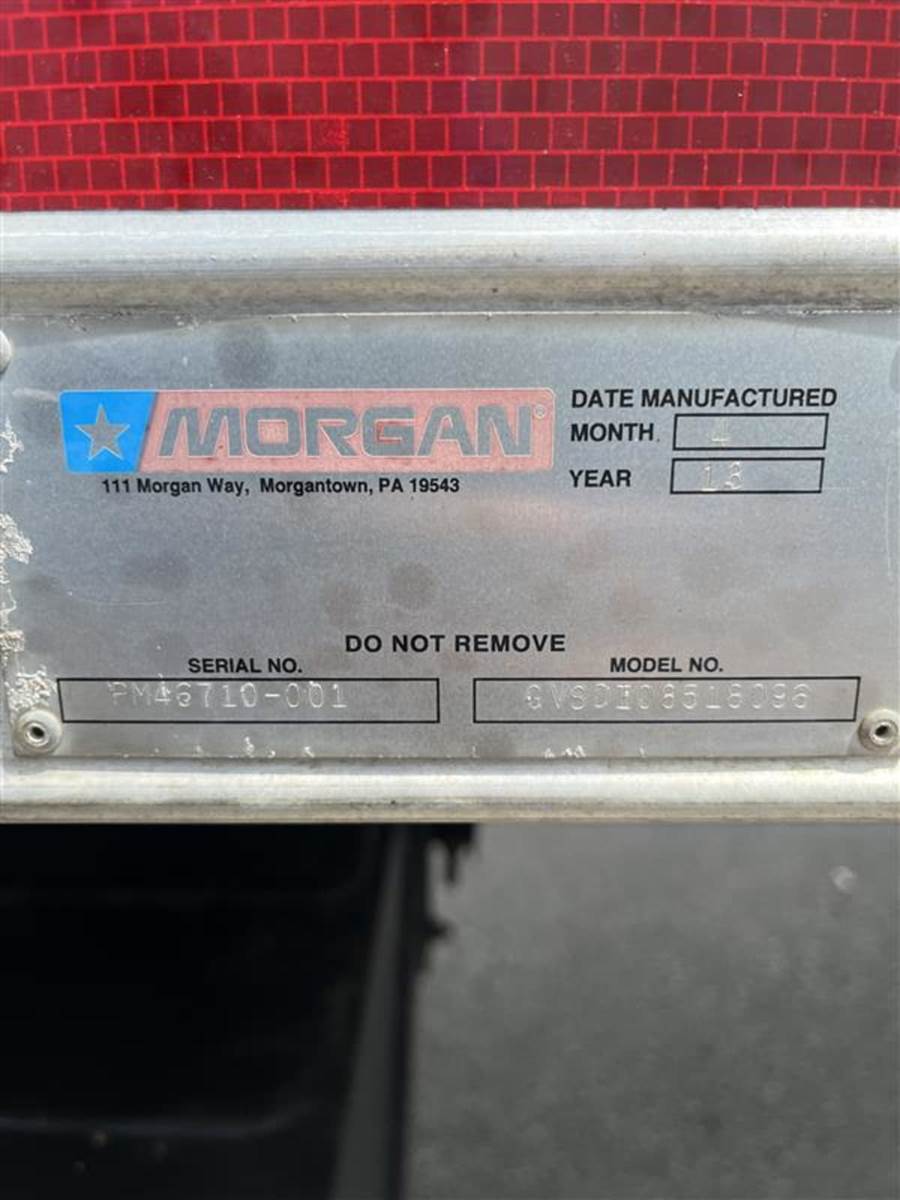 MORGAN®
111 Morgan Way, Morgantown, PA 19543
DATE MANUFACTURED
MONTH 4
YEAR 13
DO NOT REMOVE
SERIAL NO. MODEL NO.
PM46710-001 GVSDI08518096